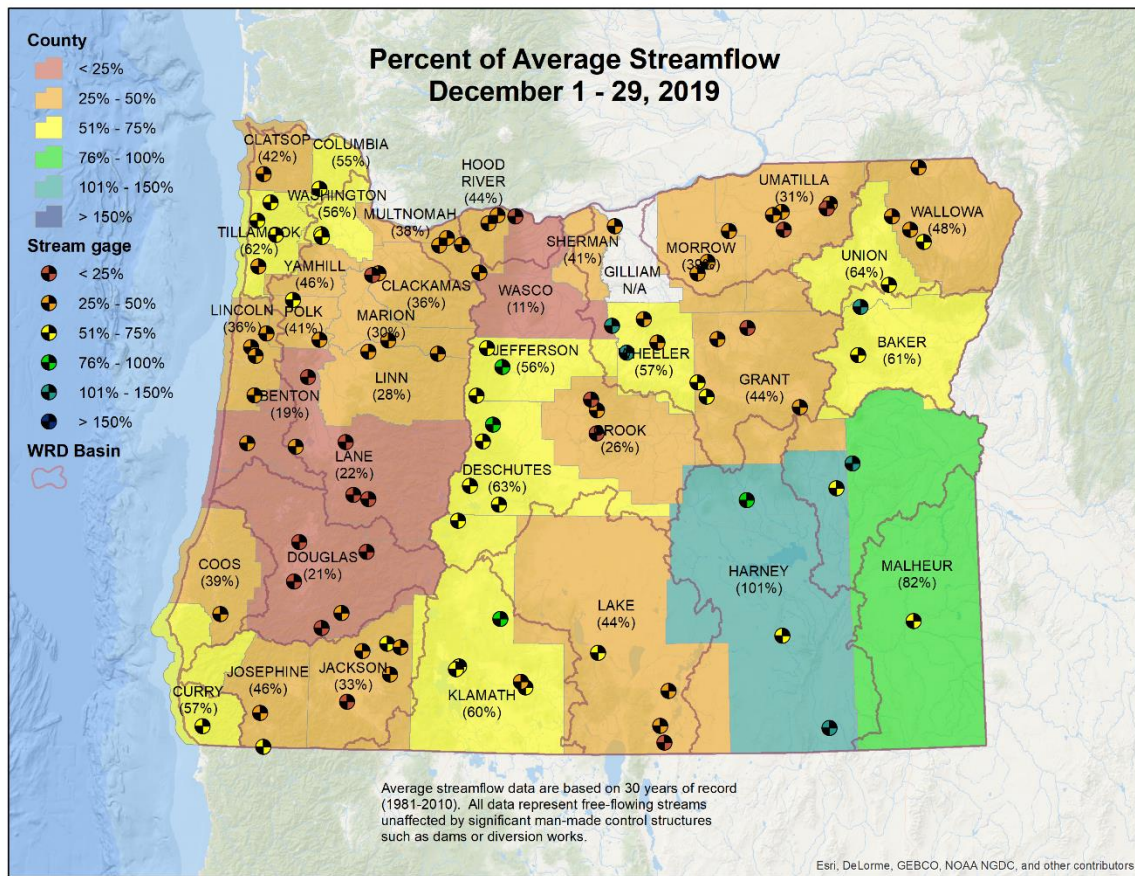 Percent of Average Streamflow
December 1 - 29, 2019
County
< 25%
25% - 50%
51% - 75%
76% - 100%
101% - 150%
> 150%
Stream gage
< 25%
25% - 50%
51% - 75%
76% - 100%
101% - 150%
> 150%
WRD Basin
CLATSOP
(42%)
COLUMBIA
(55%)
HOOD
RIVER
(44%)
WASHINGTON
(56%)
MULTNOMAH
(38%)
TILLAMOOK
(62%)
SHERMAN
(41%)
GILLIAM
N/A
UMATILLA
(31%)
MORROW
(39%)
WALLOWA
(48%)
UNION
(64%)
YAMHILL
(46%)
CLACKAMAS
(36%)
WASCO
(11%)
LINCOLN
(36%)
POLK
(41%)
MARION
(30%)
JEFFERSON
(56%)
WHEELER
(57%)
BAKER
(61%)
LINN
(28%)
BENTON
(19%)
GRANT
(44%)
CROOK
(26%)
LANE
(22%)
DESCHUTES
(63%)
COOS
(39%)
DOUGLAS
(21%)
LAKE
(44%)
HARNEY
(101%)
MALHEUR
(82%)
CURRY
(57%)
JOSEPHINE
(46%)
JACKSON
(33%)
KLAMATH
(60%)
Average streamflow data are based on 30 years of record
(1981-2010). All data represent free-flowing streams
unaffected by significant man-made control structures
such as dams or diversion works.
Esri, DeLorme, GEBCO, NOAA NGDC, and other contributors